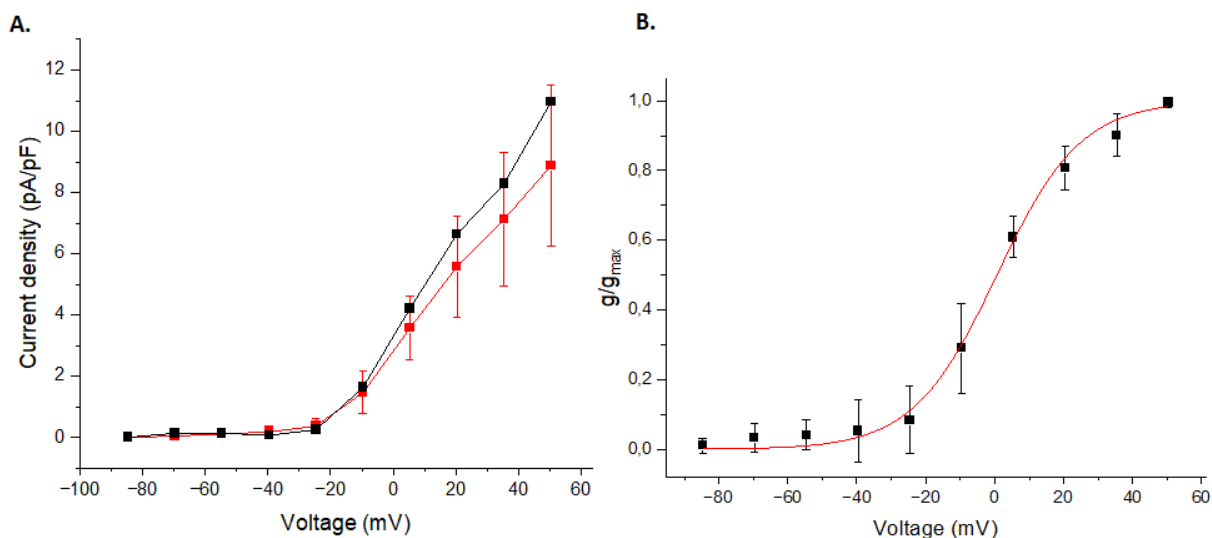 A.
Current density (pA/pF)
12
10
8
6
4
2
0
−100 −80 −60 −40 −20 0 20 40 60
Voltage (mV)
B.
g/gmax
1,0
0,8
0,6
0,4
0,2
0,0
−80 −60 −40 −20 0 20 40 60
Voltage (mV)